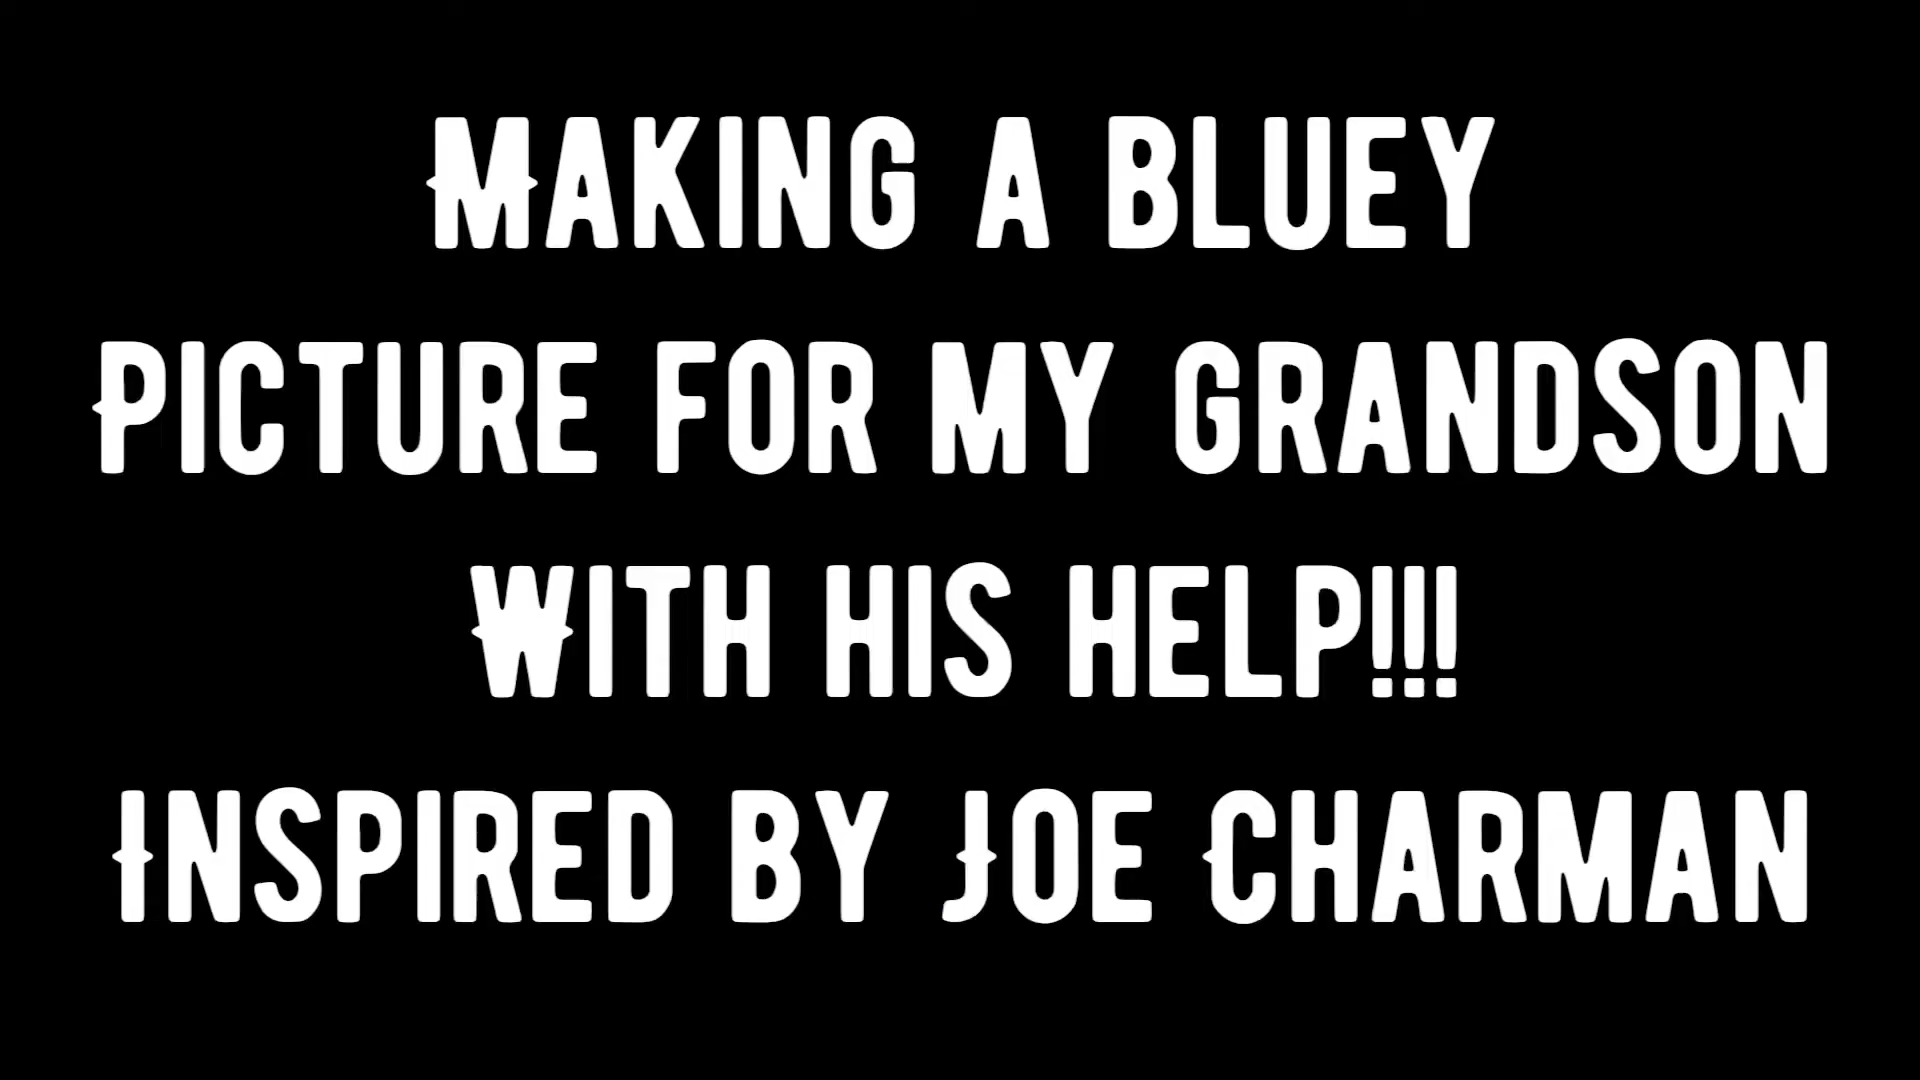 Making a Bluey
Picture for my grandson
With his help!!!
Inspired by Joe Charman